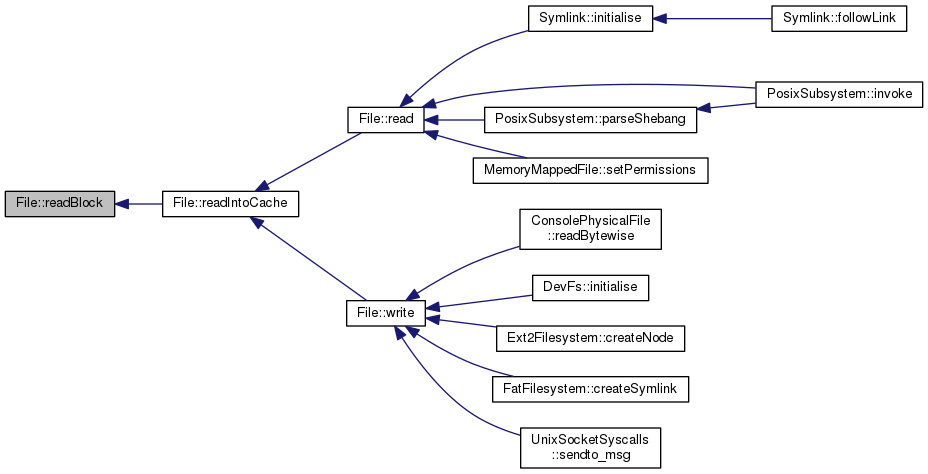 File::readBlock
File::readIntoCache
File::read
Symlink::initialise
Symlink::followLink
PosixSubsystem::invoke
PosixSubsystem::parseShebang
MemoryMappedFile::setPermissions
File::write
ConsolePhysicalFile
::readBytewise
DevFs::initialise
Ext2Filesystem::createNode
FatFilesystem::createSymlink
UnixSocketSyscalls
::sendto_msg